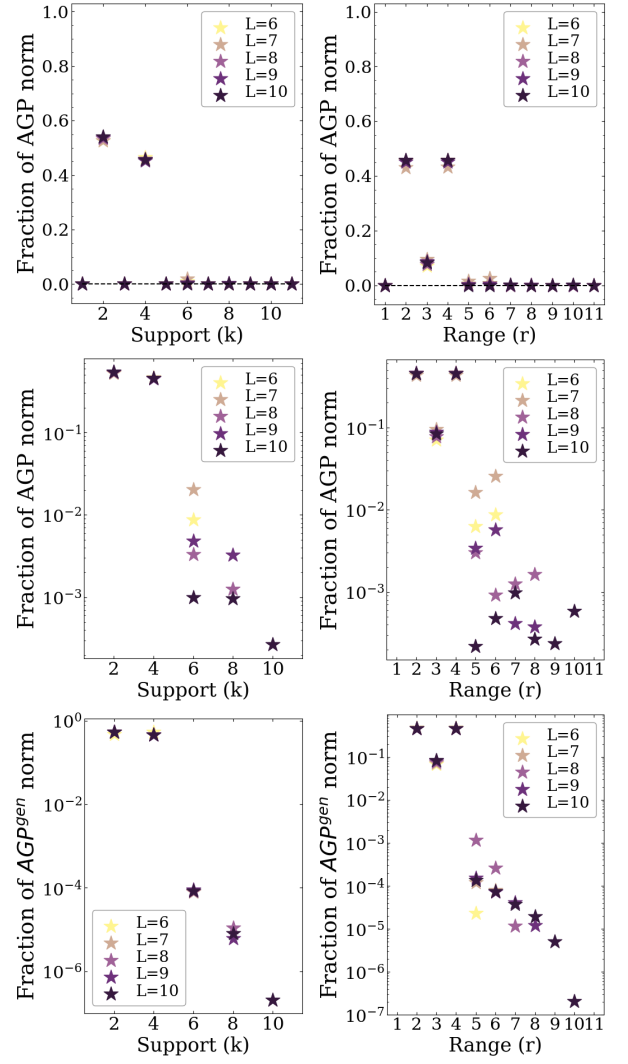 Fraction of AGP norm
1.0
0.8
0.6
0.4
0.2
0.0
L=6
L=7
L=8
L=9
L=10
2 4 6 8 10
Support (k)
Fraction of AGP norm
1.0
0.8
0.6
0.4
0.2
0.0
L=6
L=7
L=8
L=9
L=10
1 2 3 4 5 6 7 8 9 10 11
Range (r)
Fraction of AGP norm
10⁻¹
10⁻²
10⁻³
L=6
L=7
L=8
L=9
L=10
2 4 6 8 10
Support (k)
Fraction of AGP norm
10⁻¹
10⁻²
10⁻³
L=6
L=7
L=8
L=9
L=10
1 2 3 4 5 6 7 8 9 10 11
Range (r)
Fraction of AGP^gen norm
10⁰
10⁻²
10⁻⁴
10⁻⁶
L=6
L=7
L=8
L=9
L=10
2 4 6 8 10
Support (k)
Fraction of AGP^gen norm
10⁻¹
10⁻²
10⁻³
10⁻⁴
10⁻⁵
10⁻⁶
10⁻⁷
L=6
L=7
L=8
L=9
L=10
1 2 3 4 5 6 7 8 9 10 11
Range (r)